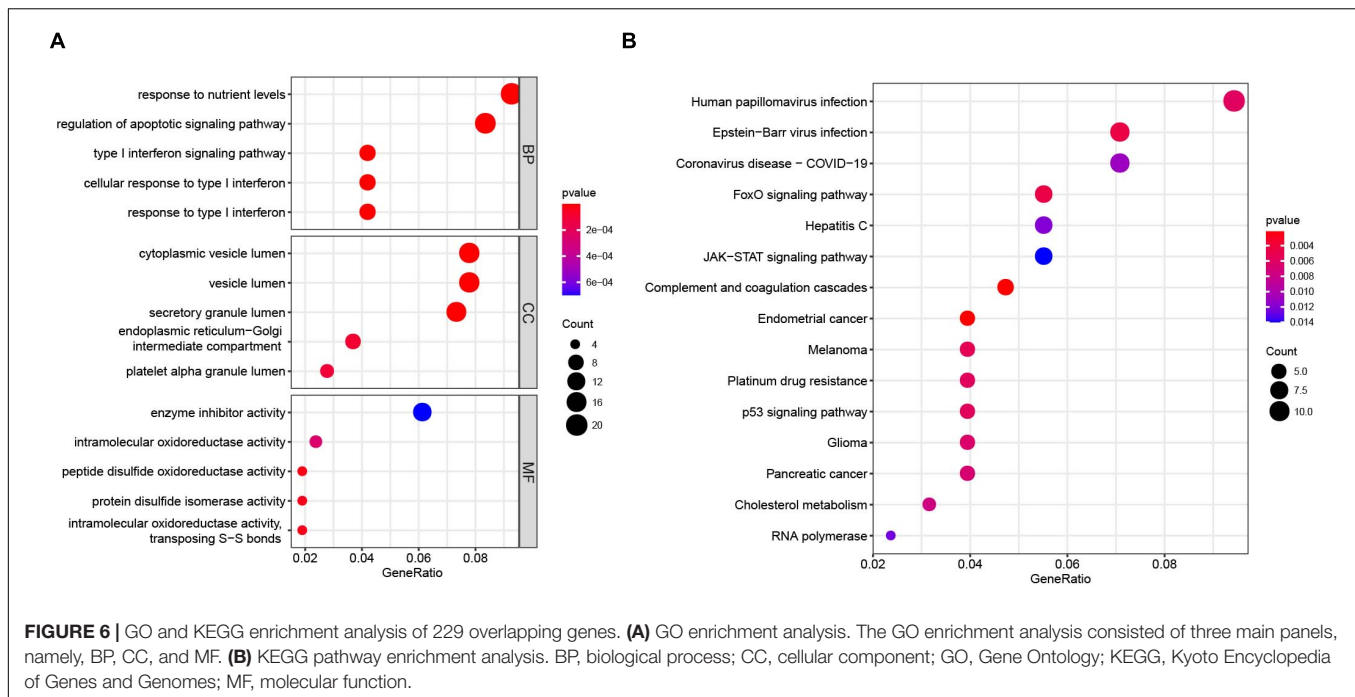 A
response to nutrient levels
regulation of apoptotic signaling pathway
type I interferon signaling pathway
cellular response to type I interferon
response to type I interferon
BP
cytoplasmic vesicle lumen
vesicle lumen
secretory granule lumen
endoplasmic reticulum−Golgi
intermediate compartment
platelet alpha granule lumen
CC
enzyme inhibitor activity
intramolecular oxidoreductase activity
peptide disulfide oxidoreductase activity
protein disulfide isomerase activity
intramolecular oxidoreductase activity,
transposing S−S bonds
MF
0.02 0.04 0.06 0.08
GeneRatio
pvalue
2e−04
4e−04
6e−04
Count
4
8
12
16
20
B
Human papillomavirus infection
Epstein−Barr virus infection
Coronavirus disease − COVID−19
FoxO signaling pathway
Hepatitis C
JAK−STAT signaling pathway
Complement and coagulation cascades
Endometrial cancer
Melanoma
Platinum drug resistance
p53 signaling pathway
Glioma
Pancreatic cancer
Cholesterol metabolism
RNA polymerase
0.02 0.04 0.06 0.08
GeneRatio
pvalue
0.004
0.006
0.008
0.010
0.012
0.014
Count
5.0
7.5
10.0
FIGURE 6 | GO and KEGG enrichment analysis of 229 overlapping genes. (A) GO enrichment analysis. The GO enrichment analysis consisted of three main panels,
namely, BP, CC, and MF. (B) KEGG pathway enrichment analysis. BP, biological process; CC, cellular component; GO, Gene Ontology; KEGG, Kyoto Encyclopedia
of Genes and Genomes; MF, molecular function.